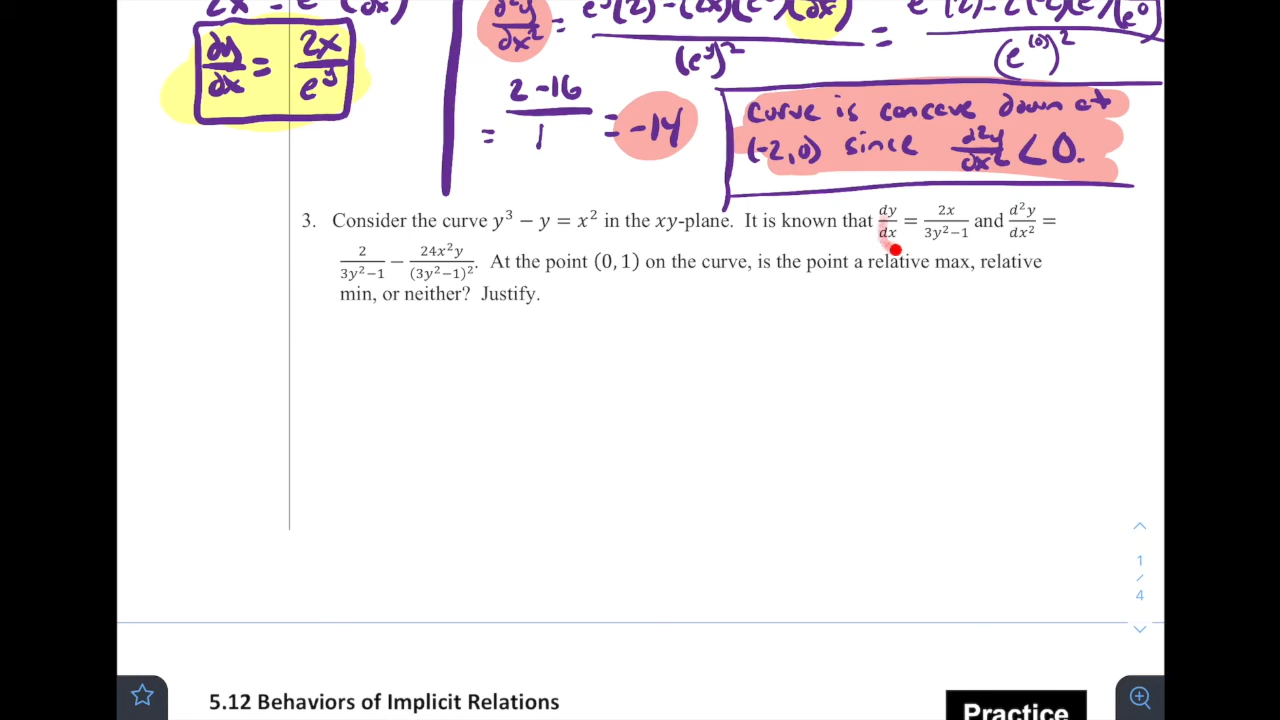 dy/dx = 2x/e^y
d²y/dx² =
(e^y)²
=
(e^(0))²
= (2 - 16)/1 = -14
curve is concave down at
(-2,0) since d²y/dx² < 0.
3. Consider the curve y³ − y = x² in the xy-plane. It is known that dy/dx = 2x/(3y²−1) and d²y/dx² =
2/(3y²−1) − 24x²y/(3y²−1)². At the point (0, 1) on the curve, is the point a relative max, relative
min, or neither? Justify.
1
/
4
5.12 Behaviors of Implicit Relations
Practice